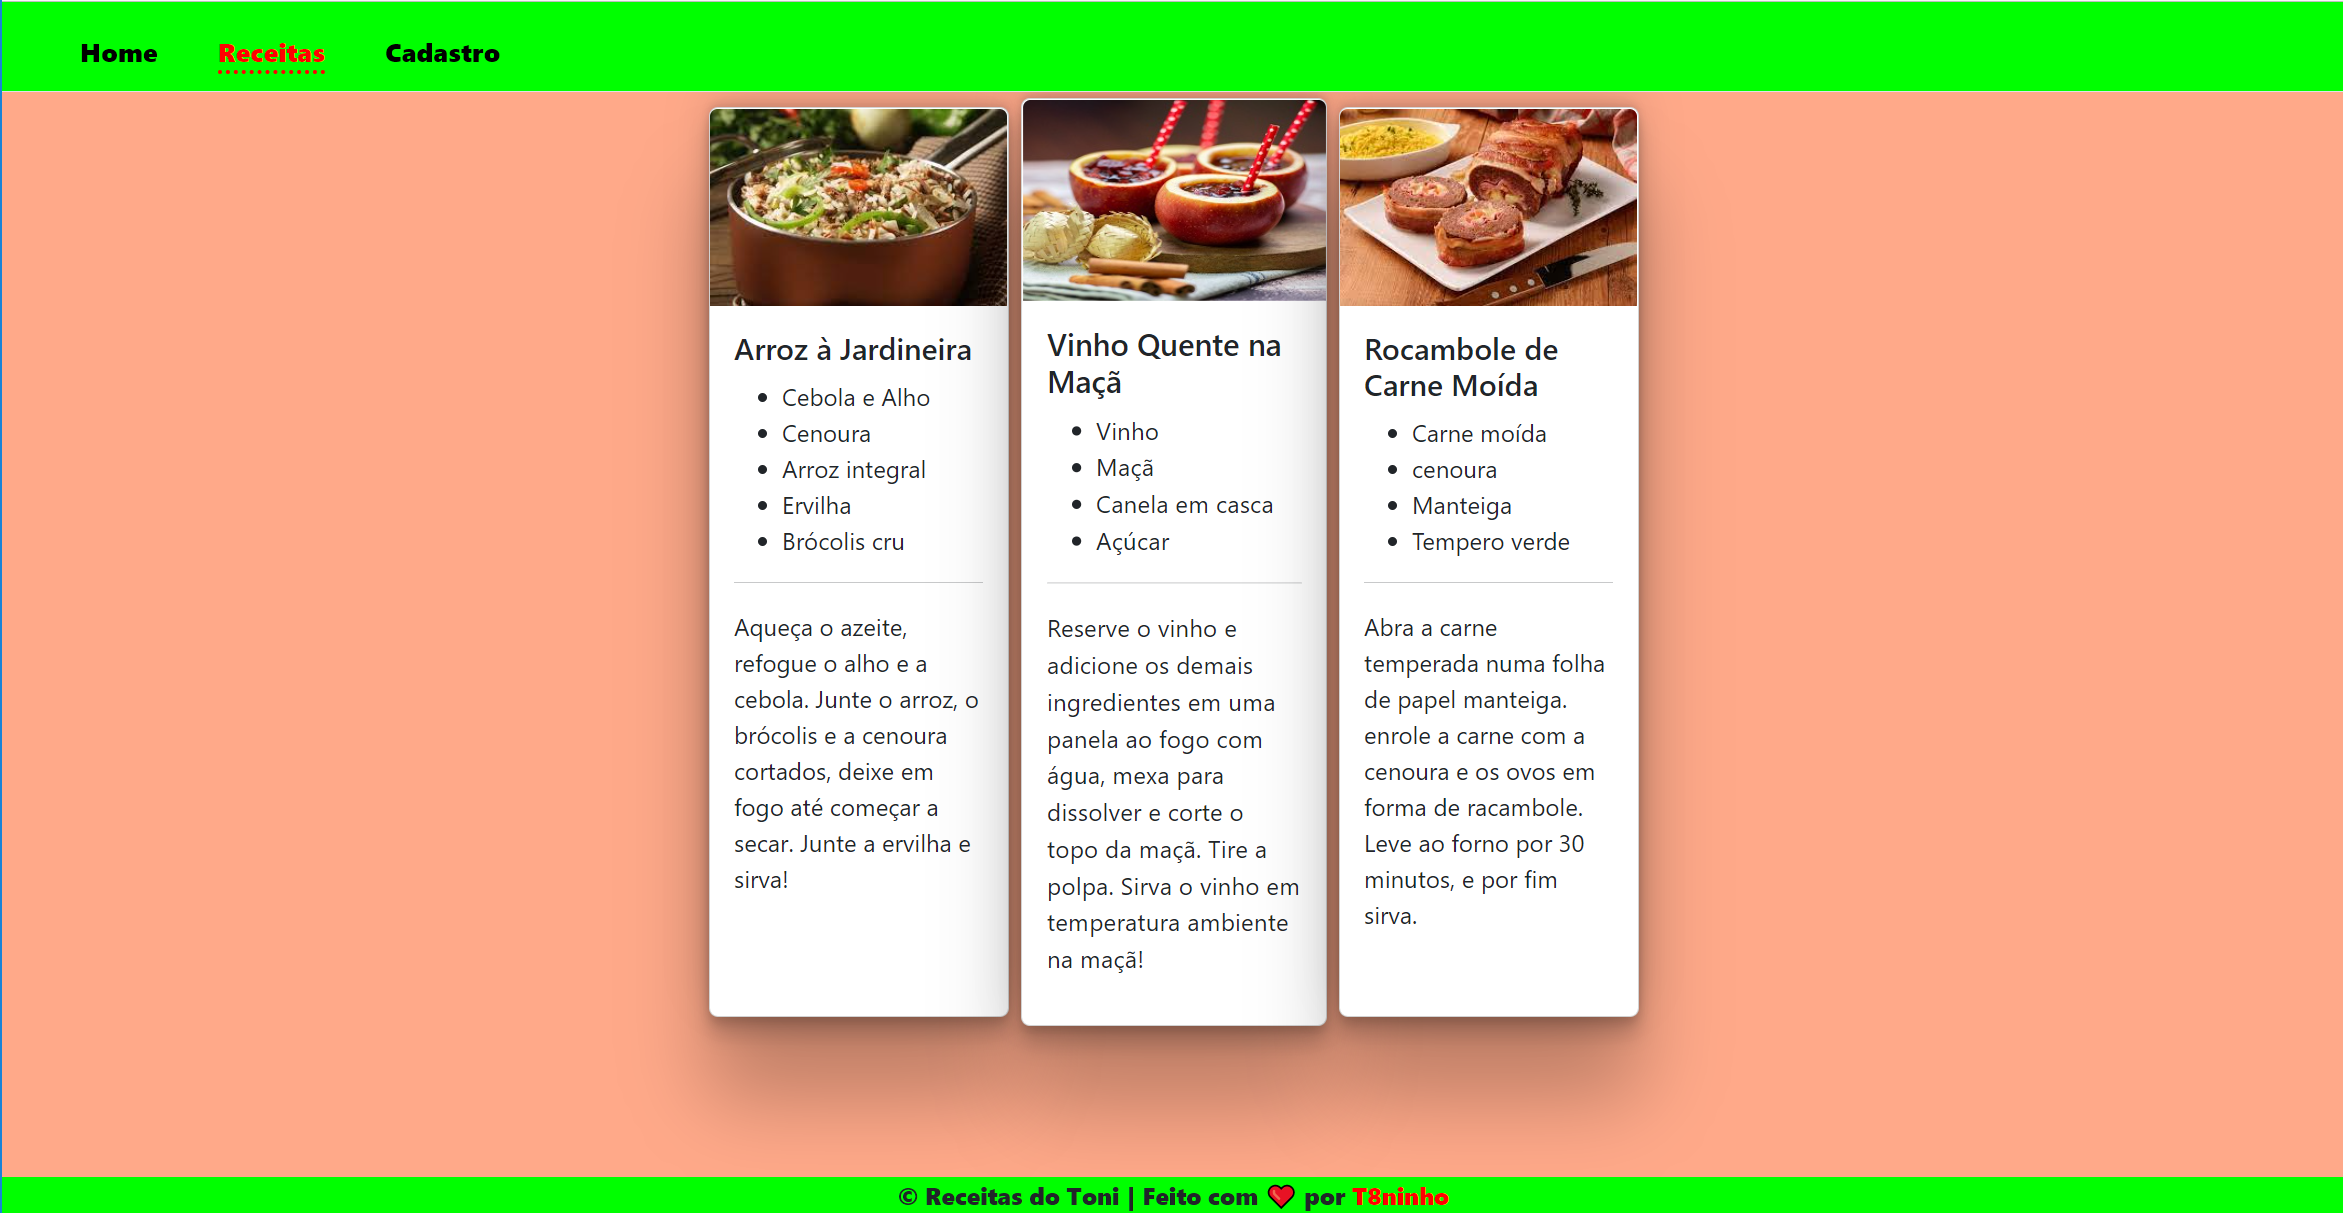 Home Receitas Cadastro
Arroz à Jardineira
Cebola e Alho
Cenoura
Arroz integral
Ervilha
Brócolis cru
Aqueça o azeite,
refogue o alho e a
cebola. Junte o arroz, o
brócolis e a cenoura
cortados, deixe em
fogo até começar a
secar. Junte a ervilha e
sirva!
Vinho Quente na
Maçã
Vinho
Maçã
Canela em casca
Açúcar
Reserve o vinho e
adicione os demais
ingredientes em uma
panela ao fogo com
água, mexa para
dissolver e corte o
topo da maçã. Tire a
polpa. Sirva o vinho em
temperatura ambiente
na maçã!
Rocambole de
Carne Moída
Carne moída
cenoura
Manteiga
Tempero verde
Abra a carne
temperada numa folha
de papel manteiga.
enrole a carne com a
cenoura e os ovos em
forma de racambole.
Leve ao forno por 30
minutos, e por fim
sirva.
© Receitas do Toni | Feito com ❤️ por T8ninho